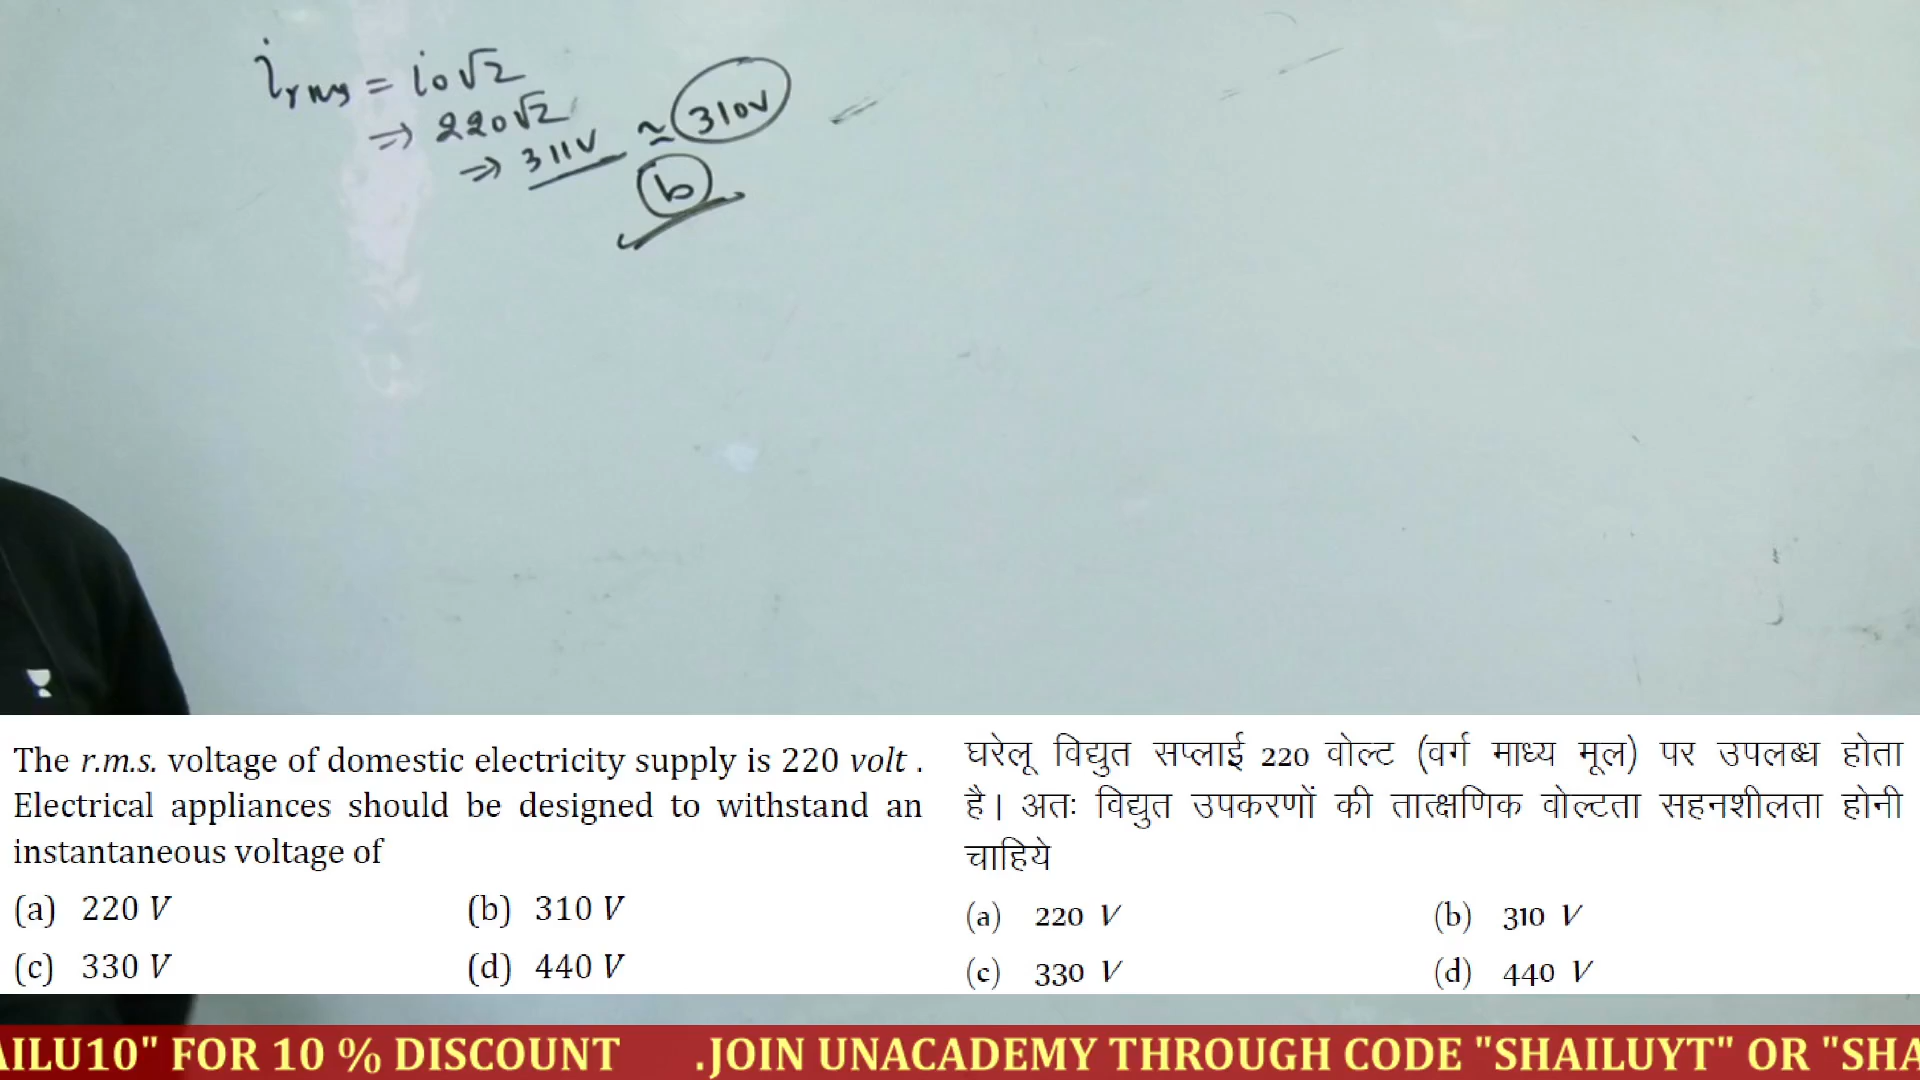 i rms = i0√2
⇒ 220√2
⇒ 311V ≃ 310V
b
The r.m.s. voltage of domestic electricity supply is 220 volt .
Electrical appliances should be designed to withstand an
instantaneous voltage of
(a) 220 V (b) 310 V
(c) 330 V (d) 440 V
घरेलू विद्युत सप्लाई 220 वोल्ट (वर्ग माध्य मूल) पर उपलब्ध होता
है। अतः विद्युत उपकरणों की तात्क्षणिक वोल्टता सहनशीलता होनी
चाहिये
(a) 220 V (b) 310 V
(c) 330 V (d) 440 V
AILU10" FOR 10 % DISCOUNT .JOIN UNACADEMY THROUGH CODE "SHAILUYT" OR "SHA